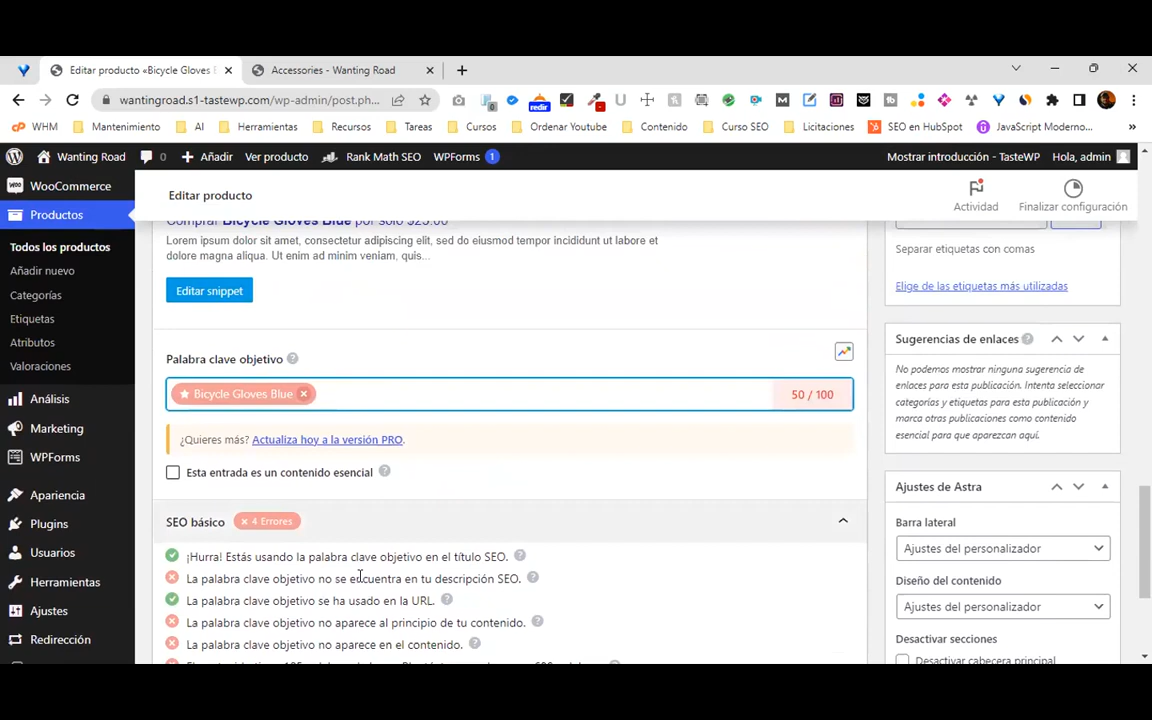 Editar producto «Bicycle Gloves B
Accessories - Wanting Road
wantingroad.s1-tastewp.com/wp-admin/post.ph...
0
redir
WHM
Mantenimiento
AI
Herramientas
Recursos
Tareas
Cursos
Ordenar Youtube
Contenido
Curso SEO
Licitaciones
SEO en HubSpot
JavaScript Moderno...
Wanting Road
0
Añadir
Ver producto
Rank Math SEO
WPForms 1
Mostrar introducción - TasteWP
Hola, admin
WooCommerce
Productos
Todos los productos
Añadir nuevo
Categorías
Etiquetas
Atributos
Valoraciones
Análisis
Marketing
WPForms
Apariencia
Plugins
Usuarios
Herramientas
Ajustes
Redirección
Editar producto
Actividad
Finalizar configuración
Comprar Bicycle Gloves Blue por sólo $25.00
Lorem ipsum dolor sit amet, consectetur adipiscing elit, sed do eiusmod tempor incididunt ut labore et
dolore magna aliqua. Ut enim ad minim veniam, quis...
Editar snippet
Palabra clave objetivo
Bicycle Gloves Blue
50 / 100
¿Quieres más? Actualiza hoy a la versión PRO.
Esta entrada es un contenido esencial
SEO básico
4 Errores
¡Hurra! Estás usando la palabra clave objetivo en el título SEO.
La palabra clave objetivo no se encuentra en tu descripción SEO.
La palabra clave objetivo se ha usado en la URL.
La palabra clave objetivo no aparece al principio de tu contenido.
La palabra clave objetivo no aparece en el contenido.
Separar etiquetas con comas
Elige de las etiquetas más utilizadas
Sugerencias de enlaces
No podemos mostrar ninguna sugerencia de
enlaces para esta publicación. Intenta seleccionar
categorías y etiquetas para esta publicación y
marca otras publicaciones como contenido
esencial para que aparezcan aquí.
Ajustes de Astra
Barra lateral
Ajustes del personalizador
Diseño del contenido
Ajustes del personalizador
Desactivar secciones
Desactivar cabecera principal